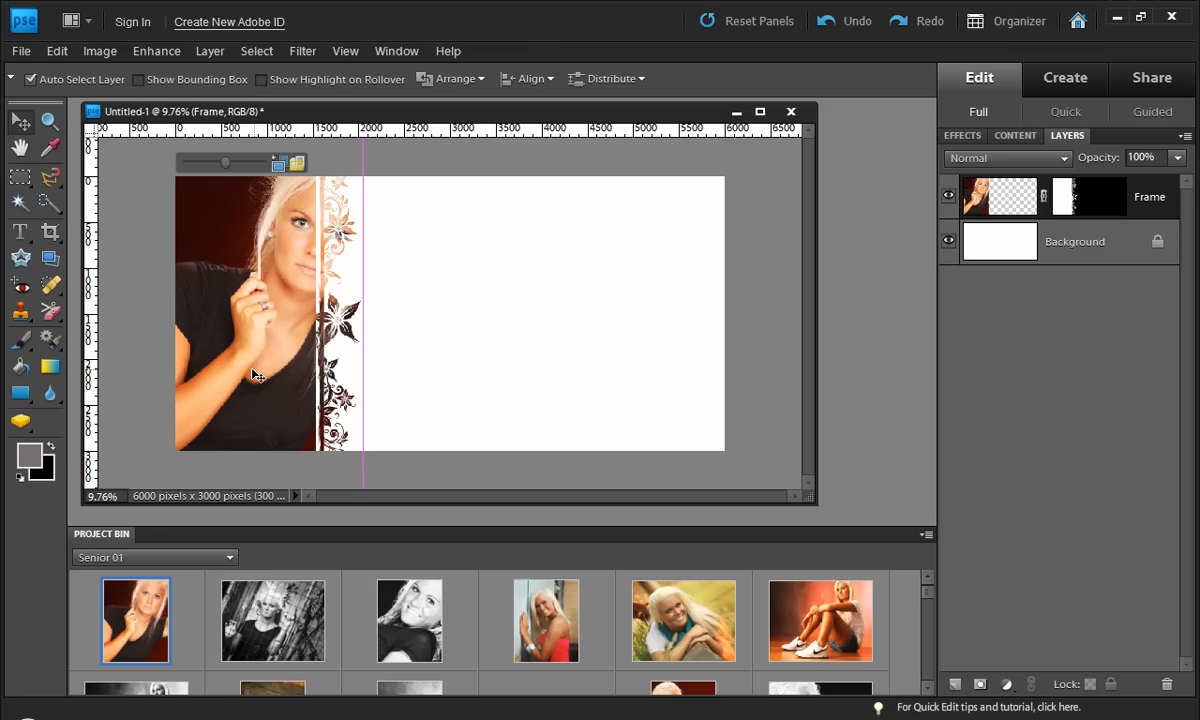 pse Sign In Create New Adobe ID Reset Panels Undo Redo Organizer
File Edit Image Enhance Layer Select Filter View Window Help
Auto Select Layer Show Bounding Box Show Highlight on Rollover Arrange Align Distribute
Edit Create Share
Full Quick Guided
Untitled-1 @ 9.76% (Frame, RGB/8) *
500 0 500 1000 1500 2000 2500 3000 3500 4000 4500 5000 5500 6000 6500
EFFECTS CONTENT LAYERS
Normal Opacity: 100%
Frame
Background
9.76% 6000 pixels x 3000 pixels (300 ...
PROJECT BIN
Senior 01
Lock:
For Quick Edit tips and tutorial, click here.